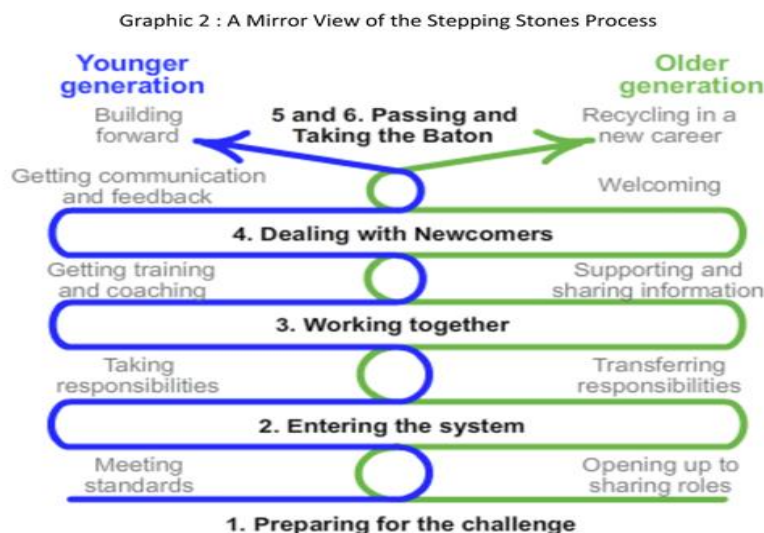 Graphic 2 : A Mirror View of the Stepping Stones Process
Younger
generation
Older
generation
Building
forward
5 and 6. Passing and
Taking the Baton
Recycling in a
new career
Getting communication
and feedback
Welcoming
4. Dealing with Newcomers
Getting training
and coaching
Supporting and
sharing information
3. Working together
Taking
responsibilities
Transferring
responsibilities
2. Entering the system
Meeting
standards
Opening up to
sharing roles
1. Preparing for the challenge